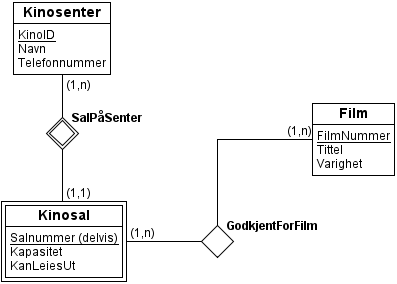 Kinosenter
KinoID
Navn
Telefonnummer
(1,n)
SalPåSenter
(1,1)
Kinosal
Salnummer (delvis)
Kapasitet
KanLeiesUt
(1,n)
GodkjentForFilm
(1,n)
Film
FilmNummer
Tittel
Varighet